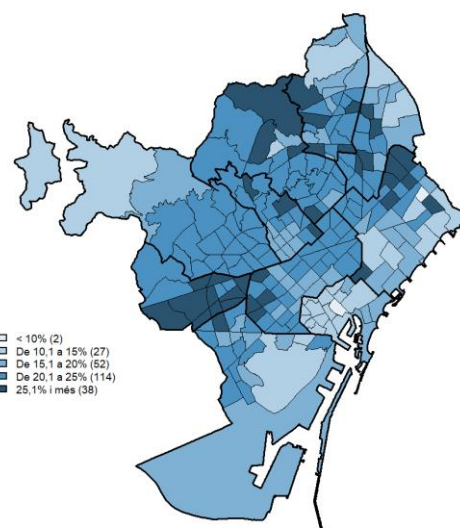 < 10% (2)
De 10,1 a 15% (27)
De 15,1 a 20% (52)
De 20,1 a 25% (114)
25,1% i més (38)